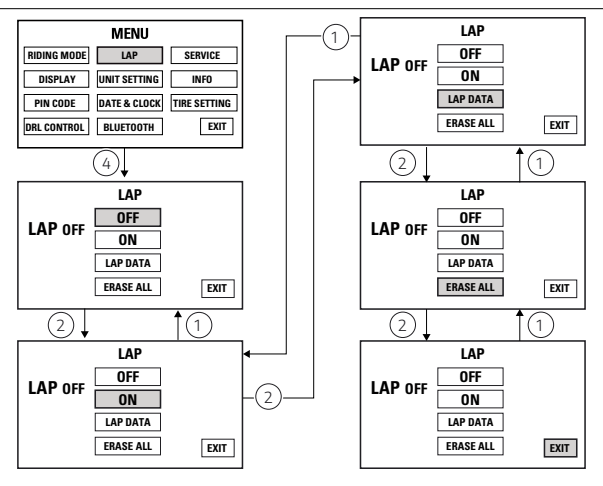 MENU
RIDING MODE LAP SERVICE
DISPLAY UNIT SETTING INFO
PIN CODE DATE & CLOCK TIRE SETTING
DRL CONTROL BLUETOOTH EXIT
4
LAP
LAP OFF
OFF
ON
LAP DATA
ERASE ALL EXIT
2 1
LAP
LAP OFF
OFF
ON
LAP DATA
ERASE ALL EXIT
1
2
LAP
LAP OFF
OFF
ON
LAP DATA
ERASE ALL EXIT
2 1
LAP
LAP OFF
OFF
ON
LAP DATA
ERASE ALL EXIT
2 1
LAP
LAP OFF
OFF
ON
LAP DATA
ERASE ALL EXIT